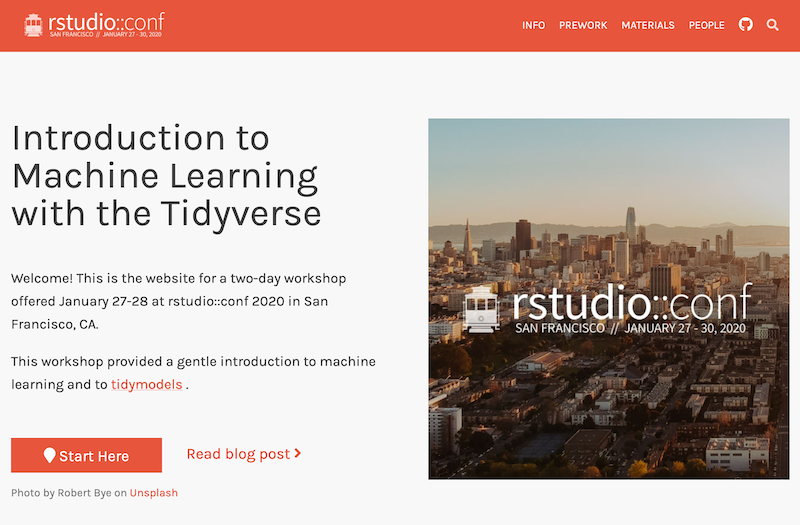 rstudio::conf
SAN FRANCISCO // JANUARY 27 - 30, 2020
INFO PREWORK MATERIALS PEOPLE
Introduction to
Machine Learning
with the Tidyverse
Welcome! This is the website for a two-day workshop
offered January 27-28 at rstudio::conf 2020 in San
Francisco, CA.
This workshop provided a gentle introduction to machine
learning and to tidymodels .
Start Here
Read blog post
Photo by Robert Bye on Unsplash
rstudio::conf
SAN FRANCISCO // JANUARY 27 - 30, 2020